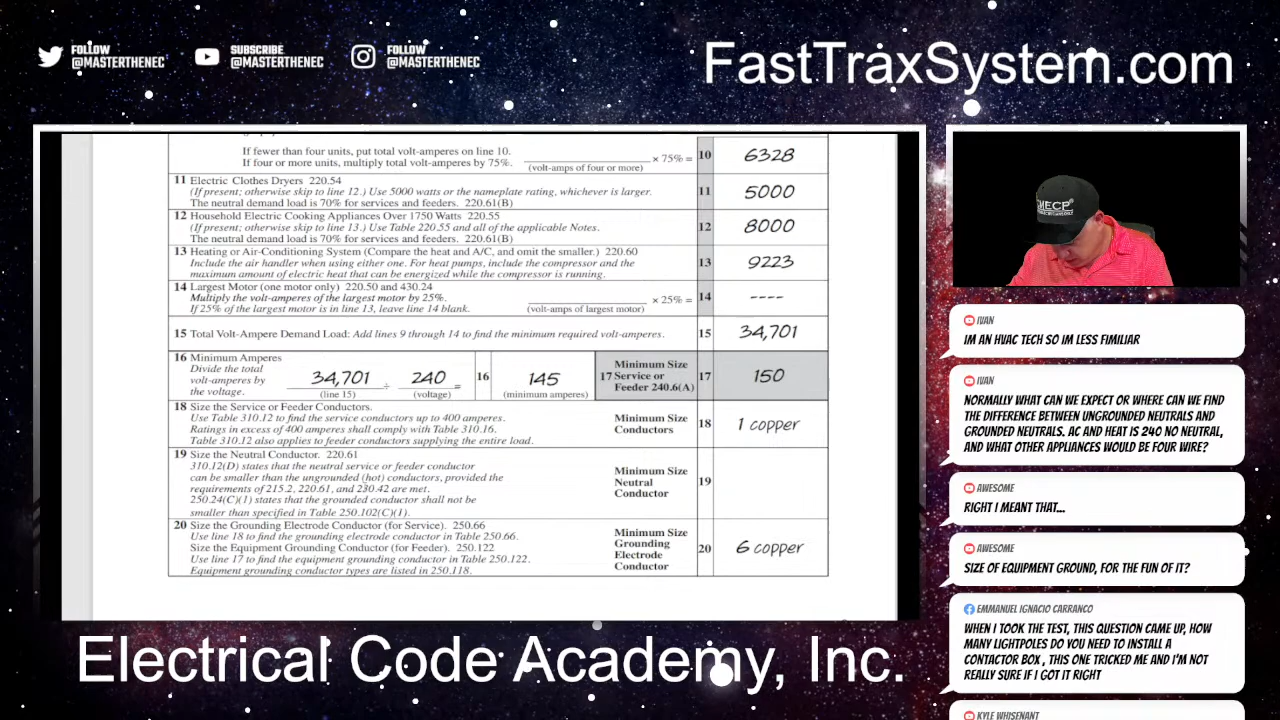 FOLLOW
@MASTERTHENEC
SUBSCRIBE
@MASTERTHENEC
FOLLOW
@MASTERTHENEC
FastTraxSystem.com
If fewer than four units, put total volt-amperes on line 10.
If four or more units, multiply total volt-amperes by 75%. (volt-amps of four or more) × 75% = 10 6328
11 Electric Clothes Dryers 220.54
(If present; otherwise skip to line 12.) Use 5000 watts or the nameplate rating, whichever is larger. 11 5000
The neutral demand load is 70% for services and feeders. 220.61(B)
12 Household Electric Cooking Appliances Over 1750 Watts 220.55
(If present; otherwise skip to line 13.) Use Table 220.55 and all of the applicable Notes. 12 8000
The neutral demand load is 70% for services and feeders. 220.61(B)
13 Heating or Air-Conditioning System (Compare the heat and A/C, and omit the smaller.) 220.60
Include the air handler when using either one. For heat pumps, include the compressor and the 13 9223
maximum amount of electric heat that can be energized while the compressor is running.
14 Largest Motor (one motor only) 220.50 and 430.24
Multiply the volt-amperes of the largest motor by 25%. × 25% = 14 ----
If 25% of the largest motor is in line 13, leave line 14 blank. (volt-amps of largest motor)
15 Total Volt-Ampere Demand Load: Add lines 9 through 14 to find the minimum required volt-amperes. 15 34,701
16 Minimum Amperes
Divide the total
volt-amperes by
the voltage.
34,701 ÷ 240 = 16 145
(line 15) (voltage) (minimum amperes)
Minimum Size
17 Service or 17 150
Feeder 240.6(A)
18 Size the Service or Feeder Conductors.
Use Table 310.12 to find the service conductors up to 400 amperes.
Ratings in excess of 400 amperes shall comply with Table 310.16.
Table 310.12 also applies to feeder conductors supplying the entire load.
Minimum Size
Conductors 18 1 copper
19 Size the Neutral Conductor. 220.61
310.12(D) states that the neutral service or feeder conductor
can be smaller than the ungrounded (hot) conductors, provided the
requirements of 215.2, 220.61, and 230.42 are met.
250.24(C)(1) states that the grounded conductor shall not be
smaller than specified in Table 250.102(C)(1).
Minimum Size
Neutral 19
Conductor
20 Size the Grounding Electrode Conductor (for Service). 250.66
Use line 18 to find the grounding electrode conductor in Table 250.66.
Size the Equipment Grounding Conductor (for Feeder). 250.122
Use line 17 to find the equipment grounding conductor in Table 250.122.
Equipment grounding conductor types are listed in 250.118.
Minimum Size
Grounding
Electrode
Conductor
20 6 copper
MECP
IVAN
IM AN HVAC TECH SO IM LESS FIMILIAR
IVAN
NORMALLY WHAT CAN WE EXPECT OR WHERE CAN WE FIND
THE DIFFERENCE BETWEEN UNGROUNDED NEUTRALS AND
GROUNDED NEUTRALS. AC AND HEAT IS 240 NO NEUTRAL,
AND WHAT OTHER APPLIANCES WOULD BE FOUR WIRE?
AWESOME
RIGHT I MEANT THAT...
AWESOME
SIZE OF EQUIPMENT GROUND, FOR THE FUN OF IT?
EMMANUEL IGNACIO CARRANCO
WHEN I TOOK THE TEST, THIS QUESTION CAME UP, HOW
MANY LIGHTPOLES DO YOU NEED TO INSTALL A
CONTACTOR BOX , THIS ONE TRICKED ME AND I'M NOT
REALLY SURE IF I GOT IT RIGHT
KYLE WHISENANT
Electrical Code Academy, Inc.